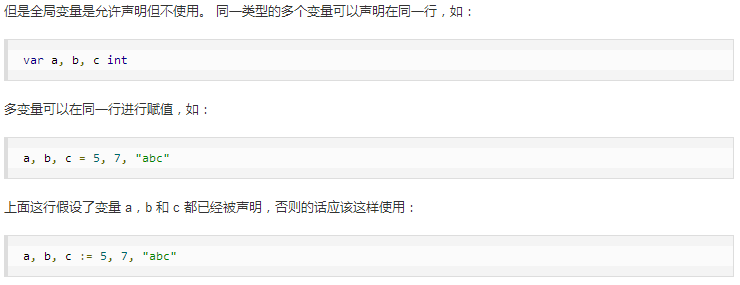 但是全局变量是允许声明但不使用。 同一类型的多个变量可以声明在同一行，如：
var a, b, c int
多变量可以在同一行进行赋值，如：
a, b, c = 5, 7, "abc"
上面这行假设了变量 a，b 和 c 都已经被声明，否则的话应该这样使用：
a, b, c := 5, 7, "abc"